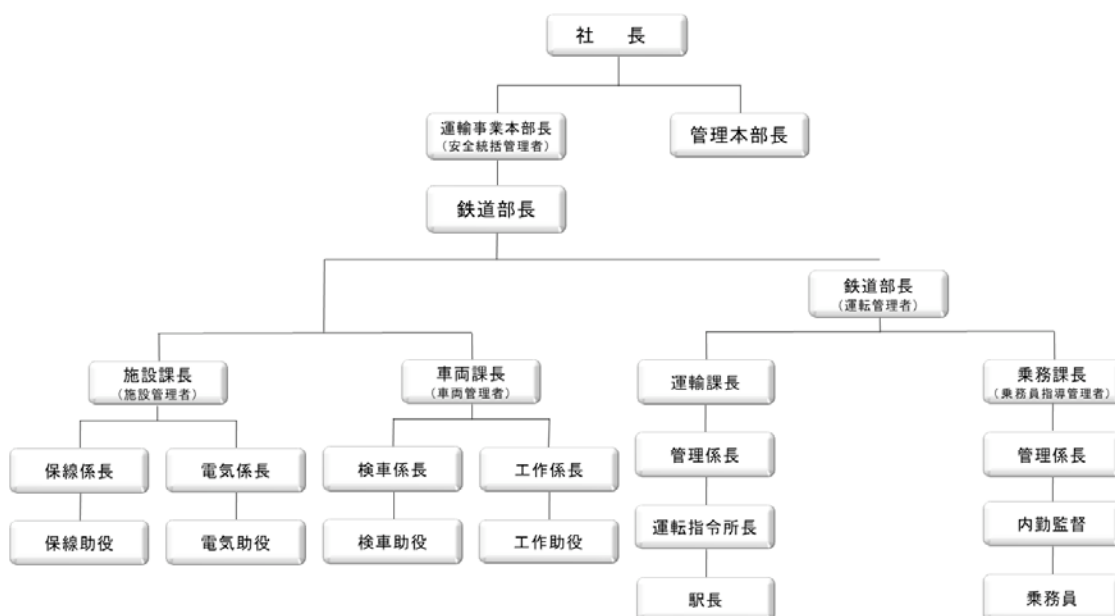 社　長
運輸事業本部長
（安全統括管理者）
管理本部長
鉄道部長
鉄道部長
（運転管理者）
施設課長
（施設管理者）
車両課長
（車両管理者）
運輸課長
乗務課長
（乗務員指導管理者）
保線係長
電気係長
検車係長
工作係長
管理係長
管理係長
保線助役
電気助役
検車助役
工作助役
運転指令所長
内勤監督
駅長
乗務員